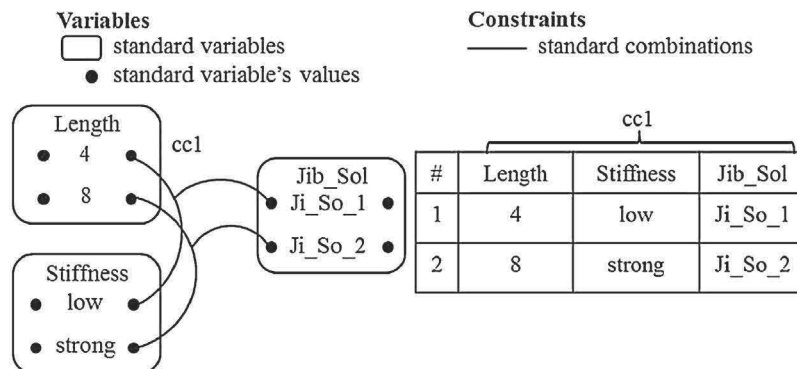 Variables
standard variables
standard variable's values
Constraints
standard combinations
Length
4
8
cc1
Stiffness
low
strong
Jib_Sol
Ji_So_1
Ji_So_2
cc1
# Length Stiffness Jib_Sol
1 4 low Ji_So_1
2 8 strong Ji_So_2